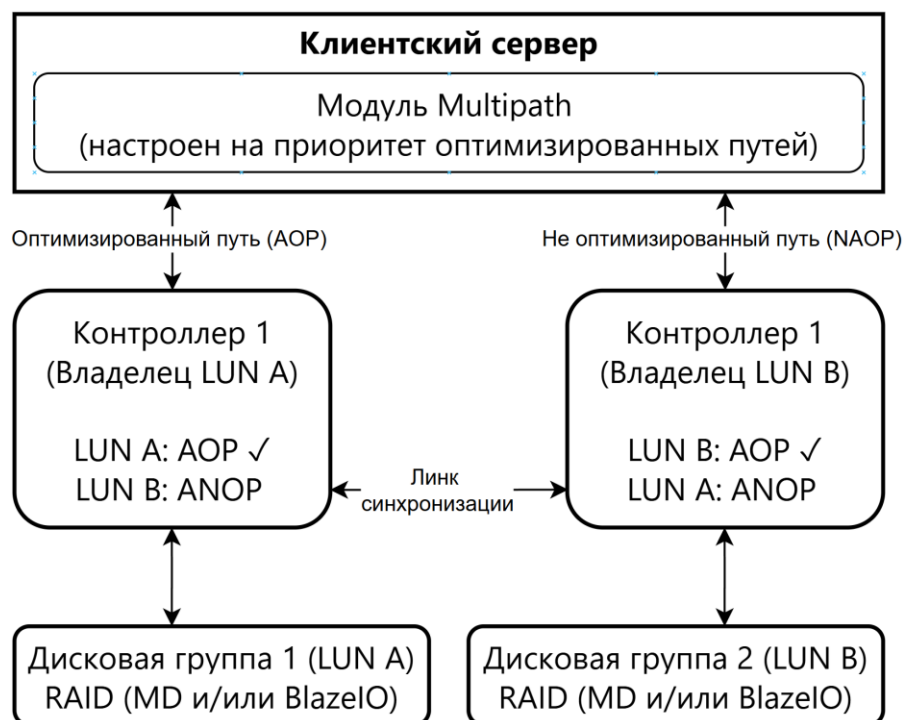 Клиентский сервер
Модуль Multipath
(настроен на приоритет оптимизированных путей)
Оптимизированный путь (AOP)
Не оптимизированный путь (NAOP)
Контроллер 1
(Владелец LUN A)
LUN A: AOP ✓
LUN B: ANOP
Линк
синхронизации
Контроллер 1
(Владелец LUN B)
LUN B: AOP ✓
LUN A: ANOP
Дисковая группа 1 (LUN A)
RAID (MD и/или BlazeIO)
Дисковая группа 2 (LUN B)
RAID (MD и/или BlazeIO)